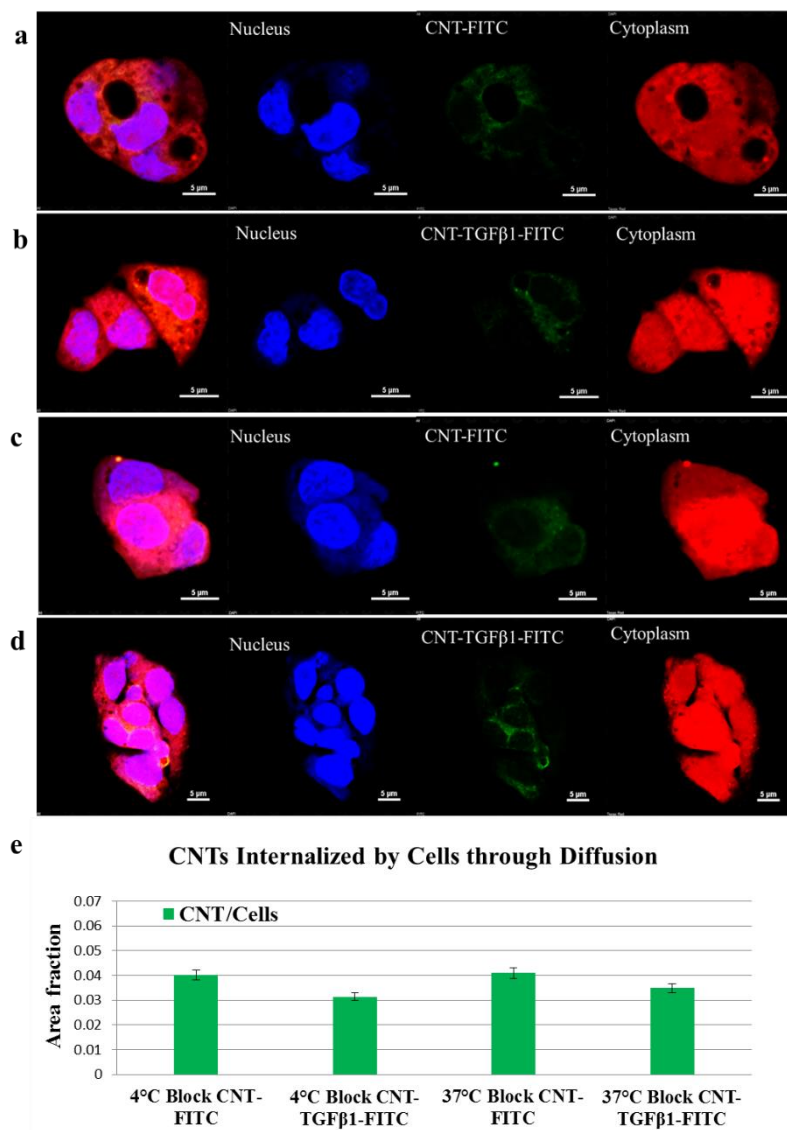 a
Nucleus
CNT-FITC
Cytoplasm
5 µm
5 µm
5 µm
5 µm
b
Nucleus
CNT-TGFβ1-FITC
Cytoplasm
5 µm
5 µm
5 µm
5 µm
c
Nucleus
CNT-FITC
Cytoplasm
5 µm
5 µm
5 µm
5 µm
d
Nucleus
CNT-TGFβ1-FITC
Cytoplasm
5 µm
5 µm
5 µm
5 µm
e
CNTs Internalized by Cells through Diffusion
CNT/Cells
Area fraction
0.07
0.06
0.05
0.04
0.03
0.02
0.01
0
4°C Block CNT-
FITC
4°C Block CNT-
TGFβ1-FITC
37°C Block CNT-
FITC
37°C Block CNT-
TGFβ1-FITC